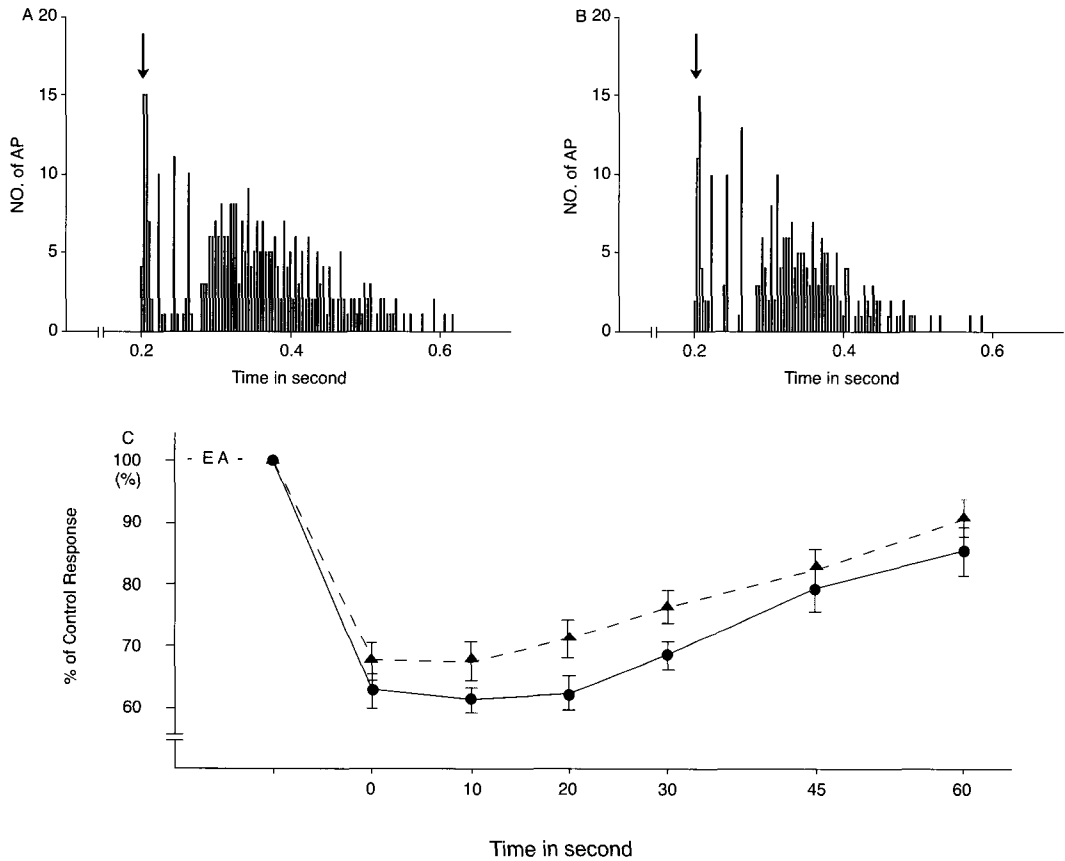 A 20
15
10
5
0
NO. of AP
0.2 0.4 0.6
Time in second
B 20
15
10
5
0
NO. of AP
0.2 0.4 0.6
Time in second
C
100
(%)
90
80
70
60
- E A -
% of Control Response
0 10 20 30 45 60
Time in second